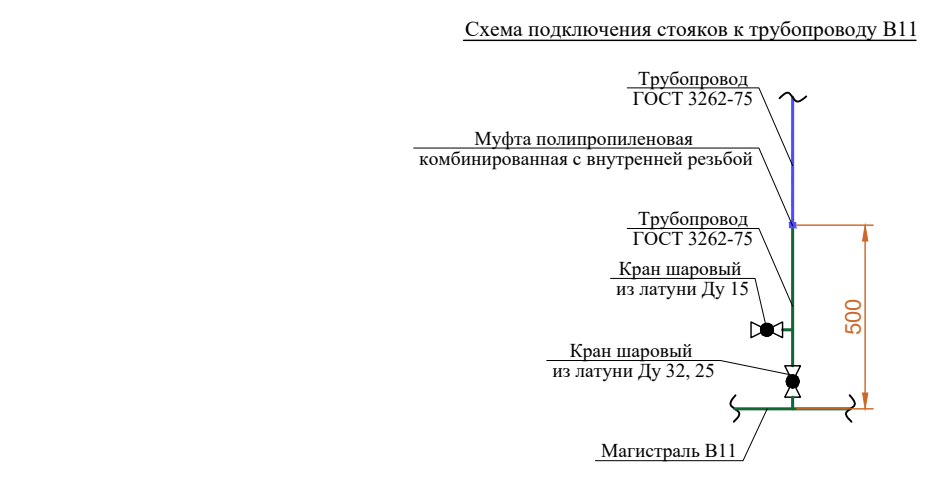 Схема подключения стояков к трубопроводу В11
Трубопровод
ГОСТ 3262-75
Муфта полипропиленовая
комбинированная с внутренней резьбой
Трубопровод
ГОСТ 3262-75
Кран шаровый
из латуни Ду 15
500
Кран шаровый
из латуни Ду 32, 25
Магистраль В11